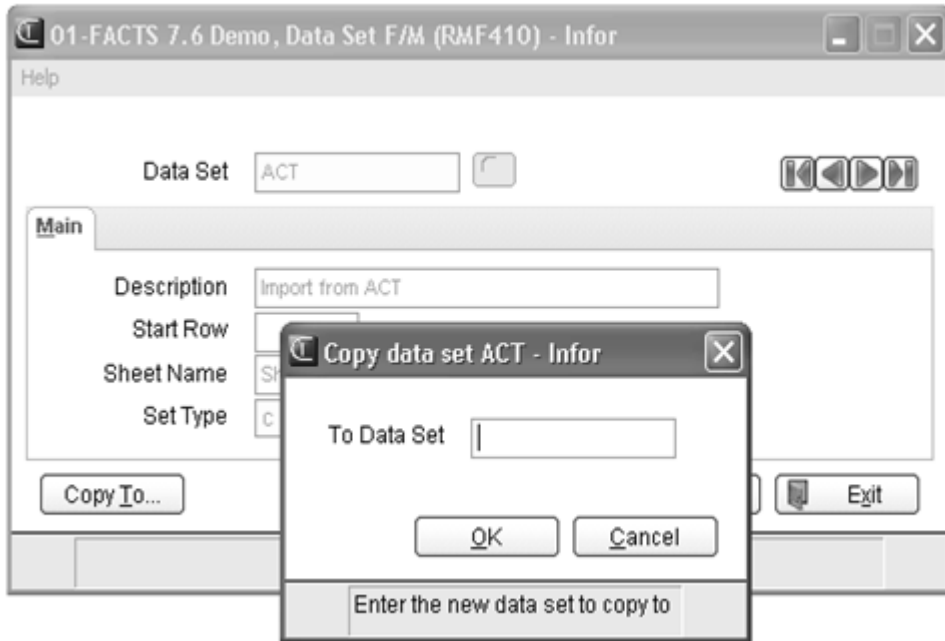 01-FACTS 7.6 Demo, Data Set F/M (RMF410) - Infor
Help
Data Set ACT
Main
Description Import from ACT
Start Row
Sheet Name
Set Type c
Copy data set ACT - Infor
To Data Set
OK Cancel
Enter the new data set to copy to
Copy To...
Exit